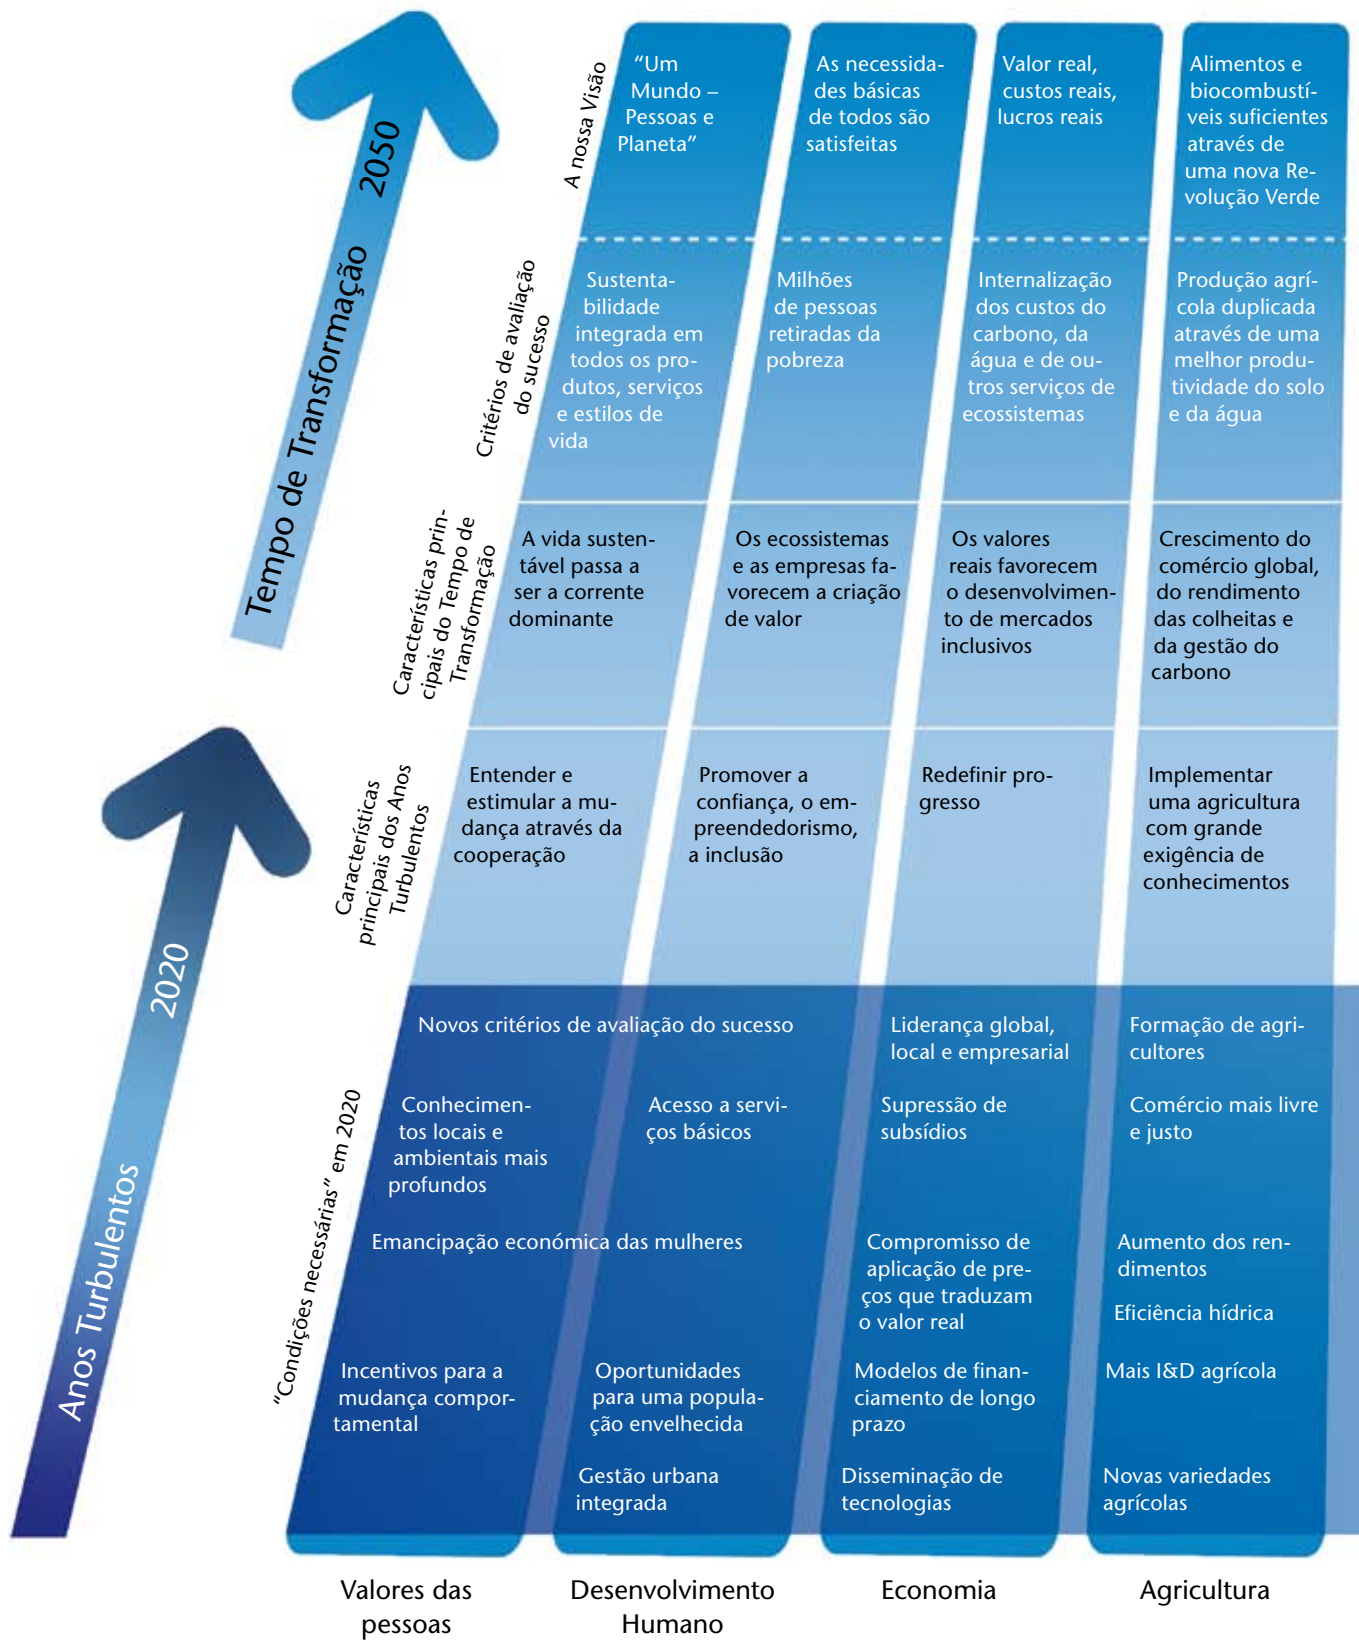 Tempo de Transformação 2050
Anos Turbulentos 2020
A nossa Visão
"Um
Mundo –
Pessoas e
Planeta"
As necessida-
des básicas
de todos são
satisfeitas
Valor real,
custos reais,
lucros reais
Alimentos e
biocombustí-
veis suficientes
através de
uma nova Re-
volução Verde
Critérios de avaliação
do sucesso
Sustenta-
bilidade
integrada em
todos os pro-
dutos, serviços
e estilos de
vida
Milhões
de pessoas
retiradas da
pobreza
Internalização
dos custos do
carbono, da
água e de ou-
tros serviços de
ecossistemas
Produção agrí-
cola duplicada
através de uma
melhor produ-
tividade do solo
e da água
Características prin-
cipais do Tempo de
Transformação
A vida susten-
tável passa a
ser a corrente
dominante
Os ecossistemas
e as empresas fa-
vorecem a criação
de valor
Os valores
reais favorecem
o desenvolvimen-
to de mercados
inclusivos
Crescimento do
comércio global,
do rendimento
das colheitas e
da gestão do
carbono
Características
principais dos Anos
Turbulentos
Entender e
estimular a mu-
dança através da
cooperação
Promover a
confiança, o em-
preendedorismo,
a inclusão
Redefinir pro-
gresso
Implementar
uma agricultura
com grande
exigência de
conhecimentos
"Condições necessárias" em 2020
Novos critérios de avaliação do sucesso
Liderança global,
local e empresarial
Formação de agri-
cultores
Conhecimen-
tos locais e
ambientais mais
profundos
Acesso a servi-
ços básicos
Supressão de
subsídios
Comércio mais livre
e justo
Emancipação económica das mulheres
Compromisso de
aplicação de pre-
ços que traduzam
o valor real
Aumento dos ren-
dimentos
Eficiência hídrica
Incentivos para a
mudança compor-
tamental
Oportunidades
para uma popula-
ção envelhecida
Modelos de finan-
ciamento de longo
prazo
Mais I&D agrícola
Gestão urbana
integrada
Disseminação de
tecnologias
Novas variedades
agrícolas
Valores das
pessoas
Desenvolvimento
Humano
Economia
Agricultura